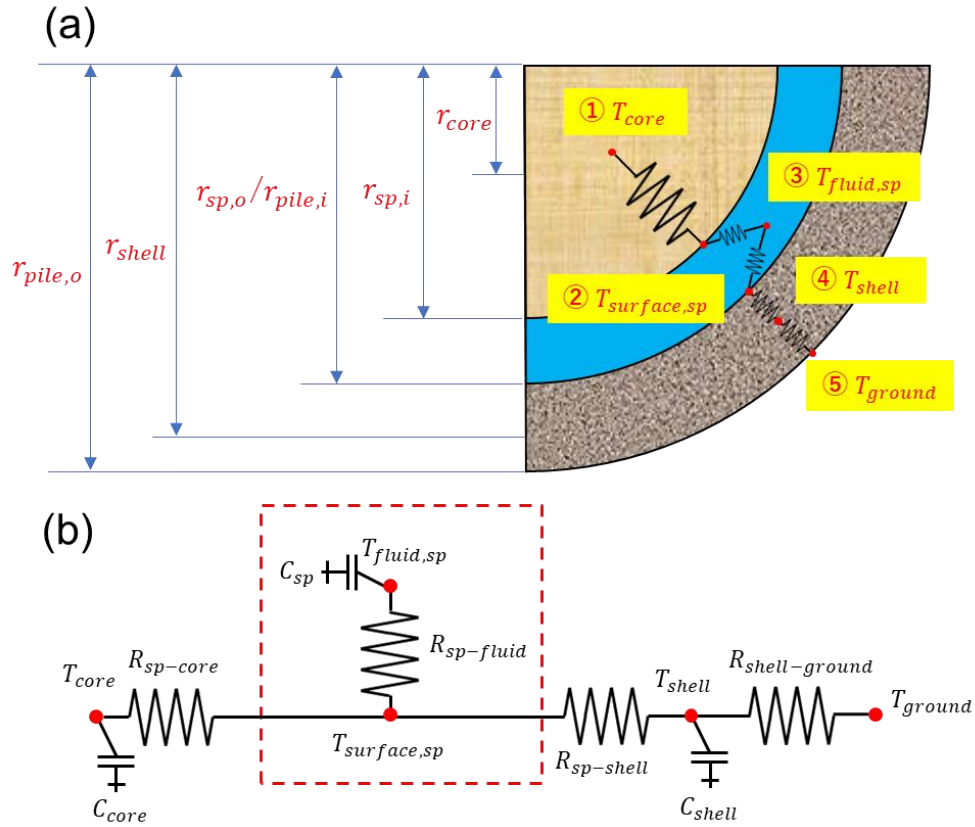 (a)
r_core
r_sp,o/r_pile,i
r_sp,i
r_shell
r_pile,o
① T_core
③ T_fluid,sp
④ T_shell
② T_surface,sp
⑤ T_ground
(b)
T_fluid,sp
C_sp
R_sp-fluid
R_sp-core
T_core
T_shell
R_shell-ground
T_ground
T_surface,sp
R_sp-shell
C_core
C_shell